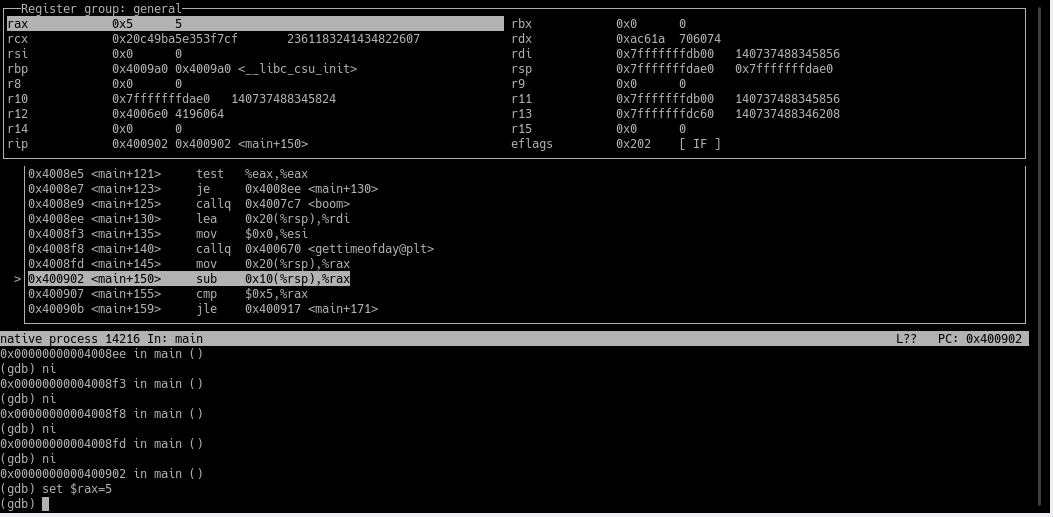 Register group: general
rax 0x5 5 rbx 0x0 0
rcx 0x20c49ba5e353f7cf 2361183241434822607 rdx 0xac61a 706074
rsi 0x0 0 rdi 0x7fffffffdb00 140737488345856
rbp 0x4009a0 0x4009a0 <__libc_csu_init> rsp 0x7fffffffdae0 0x7fffffffdae0
r8 0x0 0 r9 0x0 0
r10 0x7fffffffdae0 140737488345824 r11 0x7fffffffdb00 140737488345856
r12 0x4006e0 4196064 r13 0x7fffffffdc60 140737488346208
r14 0x0 0 r15 0x0 0
rip 0x400902 0x400902 <main+150> eflags 0x202 [ IF ]
0x4008e5 <main+121> test %eax,%eax
0x4008e7 <main+123> je 0x4008ee <main+130>
0x4008e9 <main+125> callq 0x4007c7 <boom>
0x4008ee <main+130> lea 0x20(%rsp),%rdi
0x4008f3 <main+135> mov $0x0,%esi
0x4008f8 <main+140> callq 0x400670 <gettimeofday@plt>
0x4008fd <main+145> mov 0x20(%rsp),%rax
> 0x400902 <main+150> sub 0x10(%rsp),%rax
0x400907 <main+155> cmp $0x5,%rax
0x40090b <main+159> jle 0x400917 <main+171>
native process 14216 In: main L?? PC: 0x400902
0x00000000004008ee in main ()
(gdb) ni
0x00000000004008f3 in main ()
(gdb) ni
0x00000000004008f8 in main ()
(gdb) ni
0x00000000004008fd in main ()
(gdb) ni
0x0000000000400902 in main ()
(gdb) set $rax=5
(gdb)